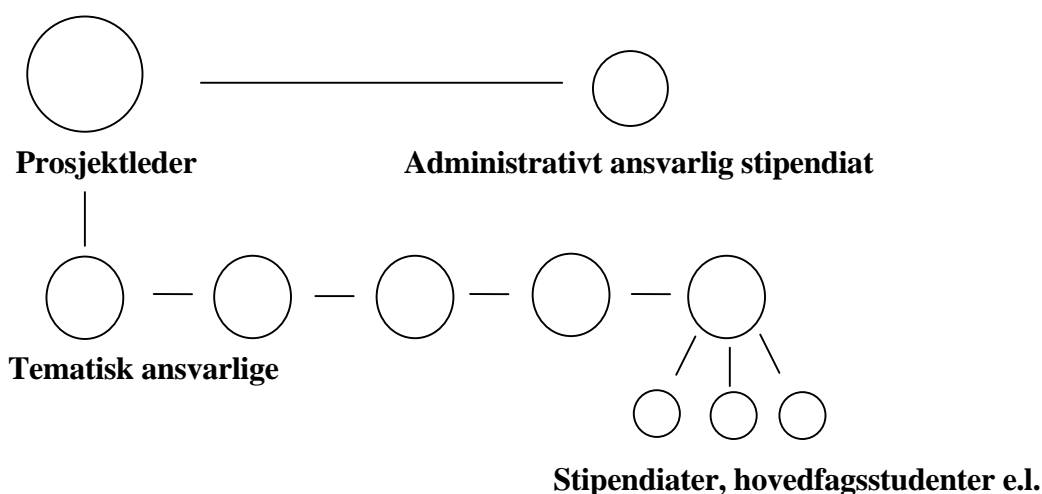 Prosjektleder
Administrativt ansvarlig stipendiat
Tematisk ansvarlige
Stipendiater, hovedfagsstudenter e.l.